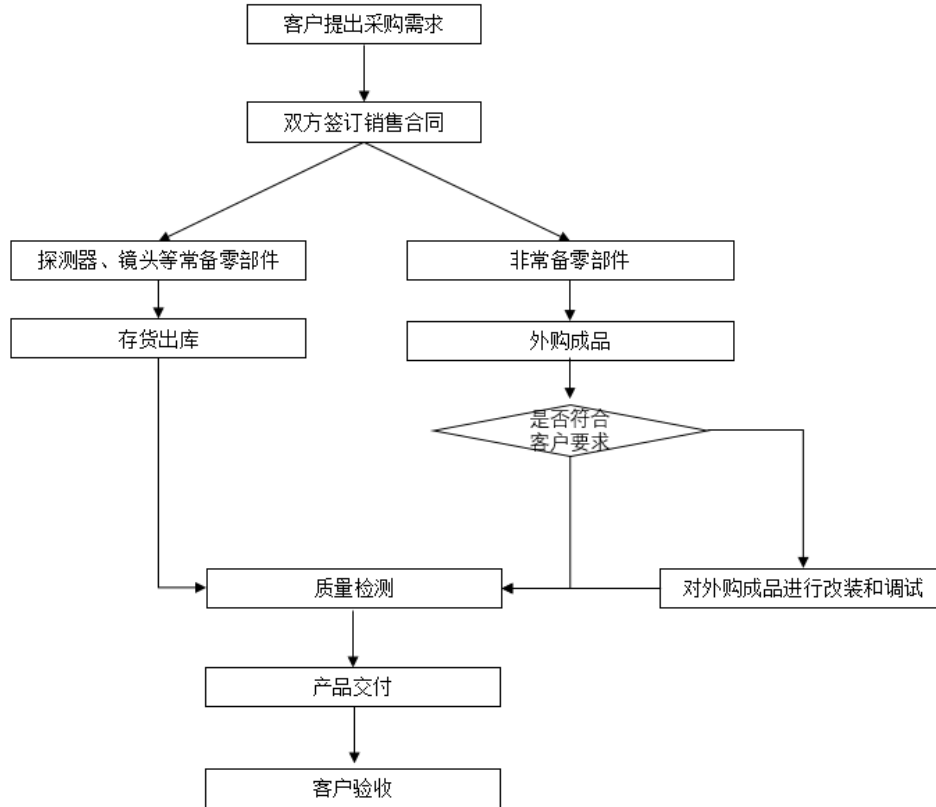 客户提出采购需求
双方签订销售合同
探测器、镜头等常备零部件
非常备零部件
存货出库
外购成品
是否符合
客户要求
质量检测
对外购成品进行改装和调试
产品交付
客户验收